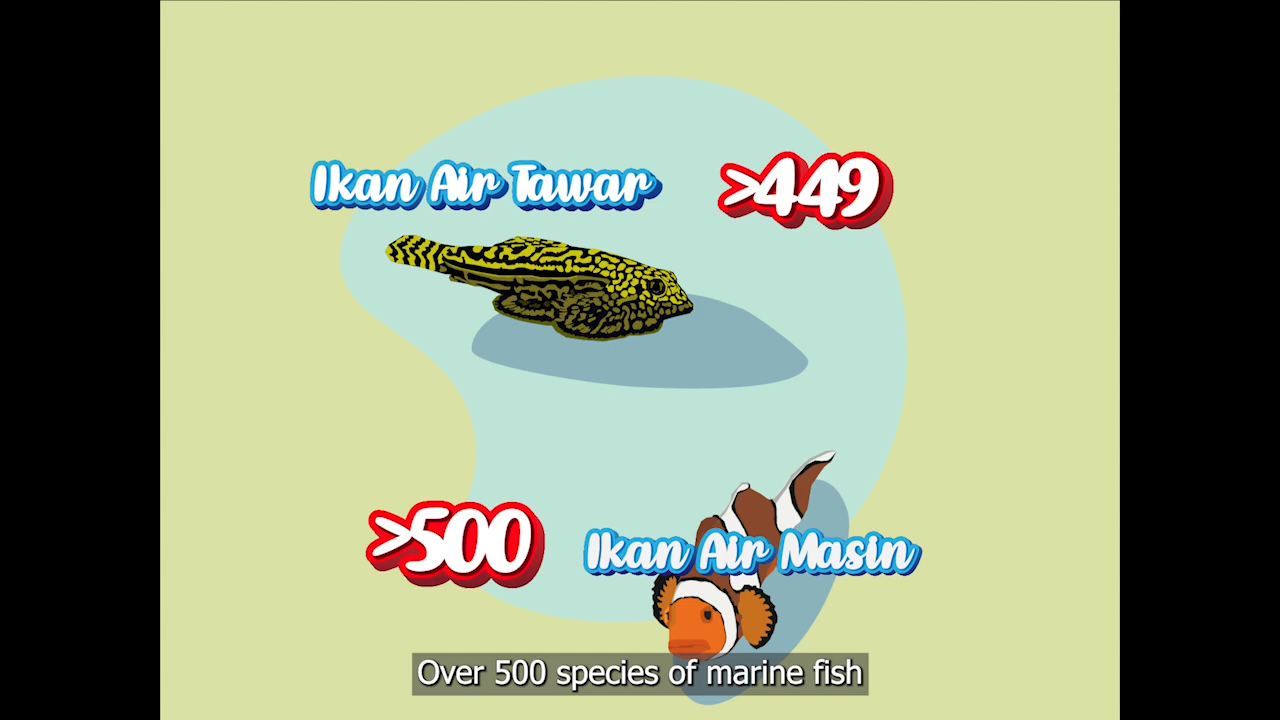 Ikan Air Tawar
>449
>500
Ikan Air Masin
Over 500 species of marine fish